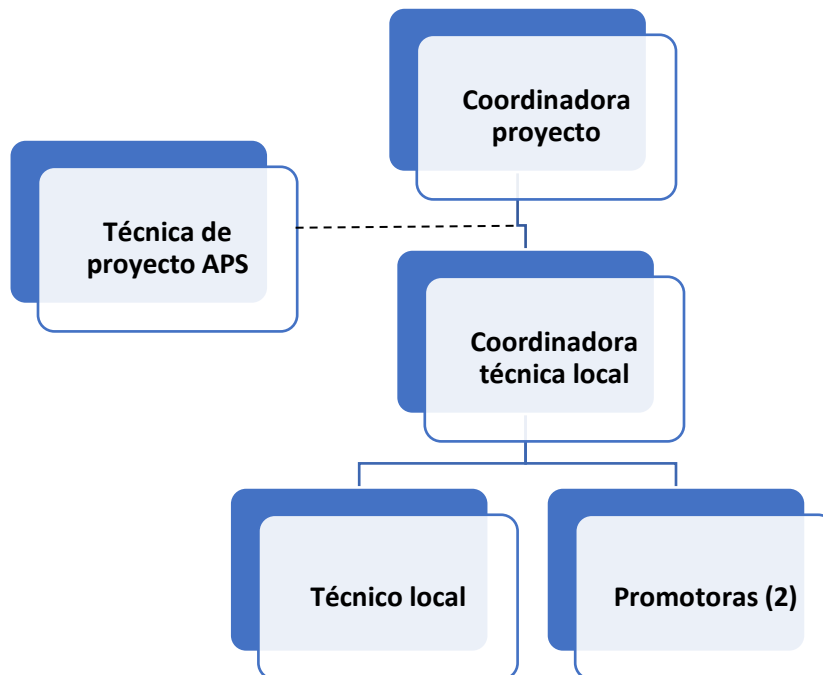 Coordinadora
proyecto
Técnica de
proyecto APS
Coordinadora
técnica local
Técnico local
Promotoras (2)